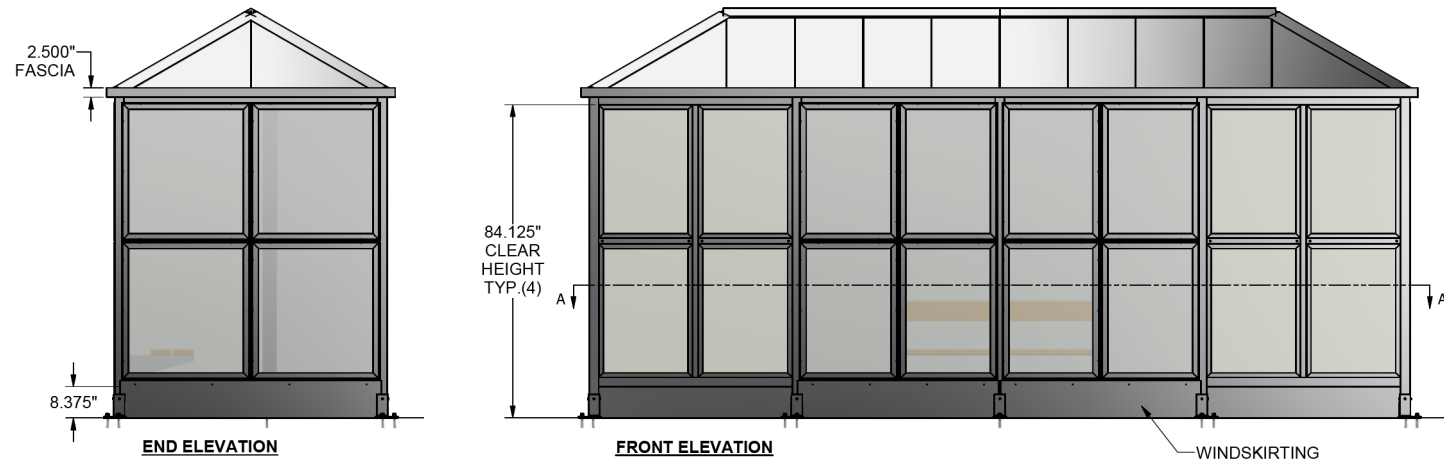 2.500"
FASCIA
8.375"
END ELEVATION
84.125"
CLEAR
HEIGHT
TYP.(4)
A
A
FRONT ELEVATION
WINDSKIRTING